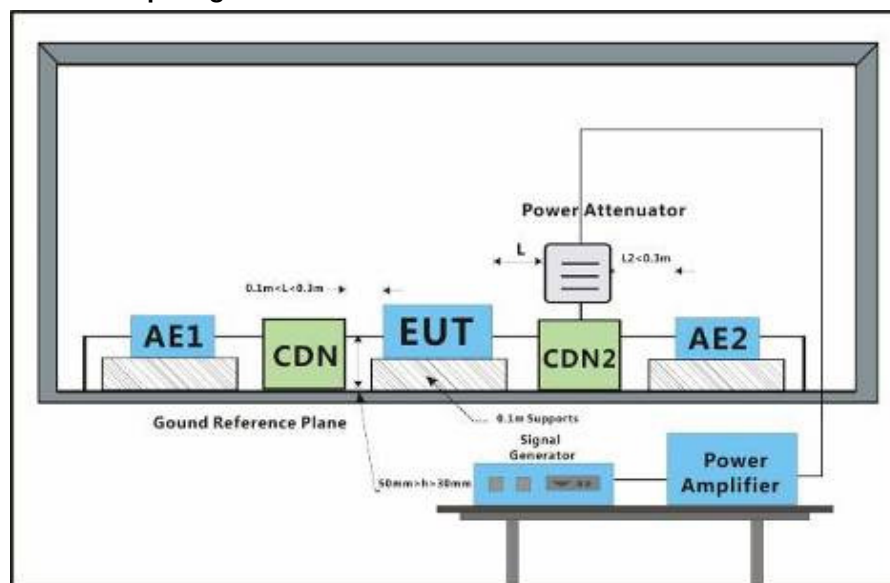 Power Attenuator
L
L2<0.3m
0.1m<L<0.3m
AE1
CDN
EUT
CDN2
AE2
Gound Reference Plane
0.1m Supports
Signal
Generator
50mm>h>30mm
Power
Amplifier